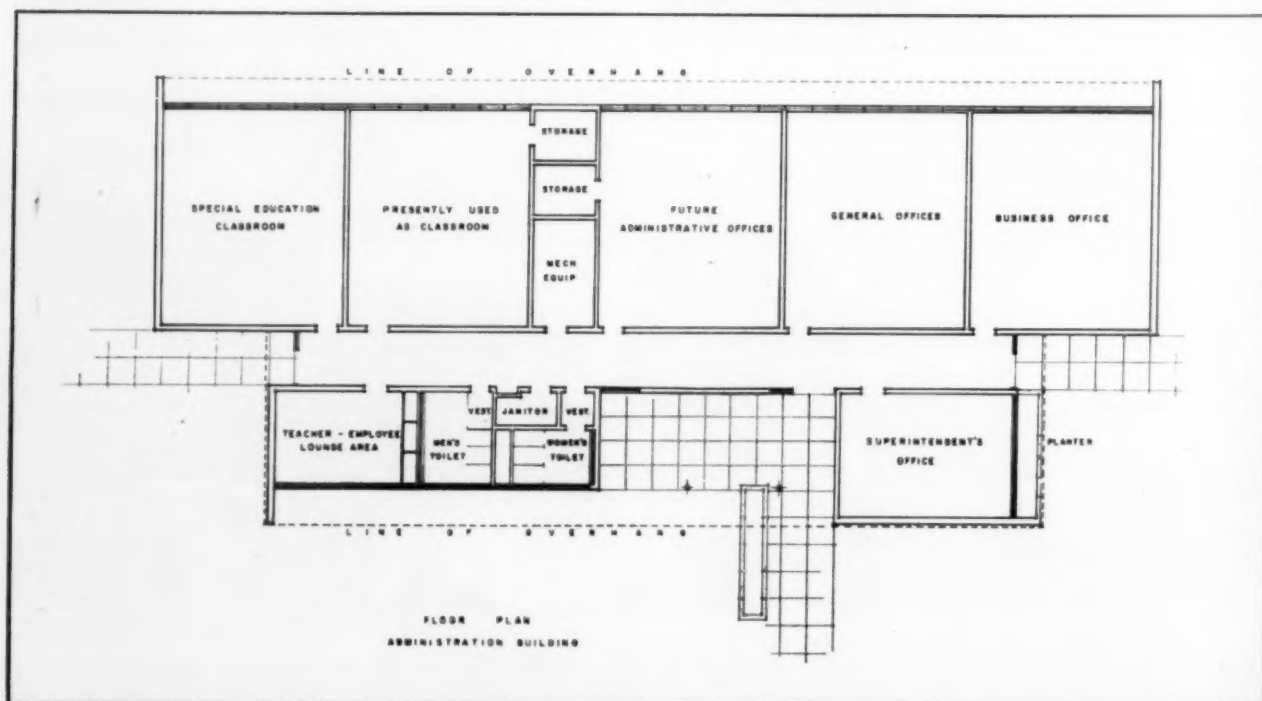 LINE OF OVERHANG
STORAGE
STORAGE
SPECIAL EDUCATION
CLASSROOM
PRESENTLY USED
AS CLASSROOM
FUTURE
ADMINISTRATIVE OFFICES
GENERAL OFFICES
BUSINESS OFFICE
MECH
EQUIP
VEST.
JANITOR
VEST.
TEACHER - EMPLOYEE
LOUNGE AREA
MEN'S
TOILET
WOMEN'S
TOILET
SUPERINTENDENT'S
OFFICE
PLANTER
LINE OF OVERHANG
FLOOR PLAN
ADMINISTRATION BUILDING